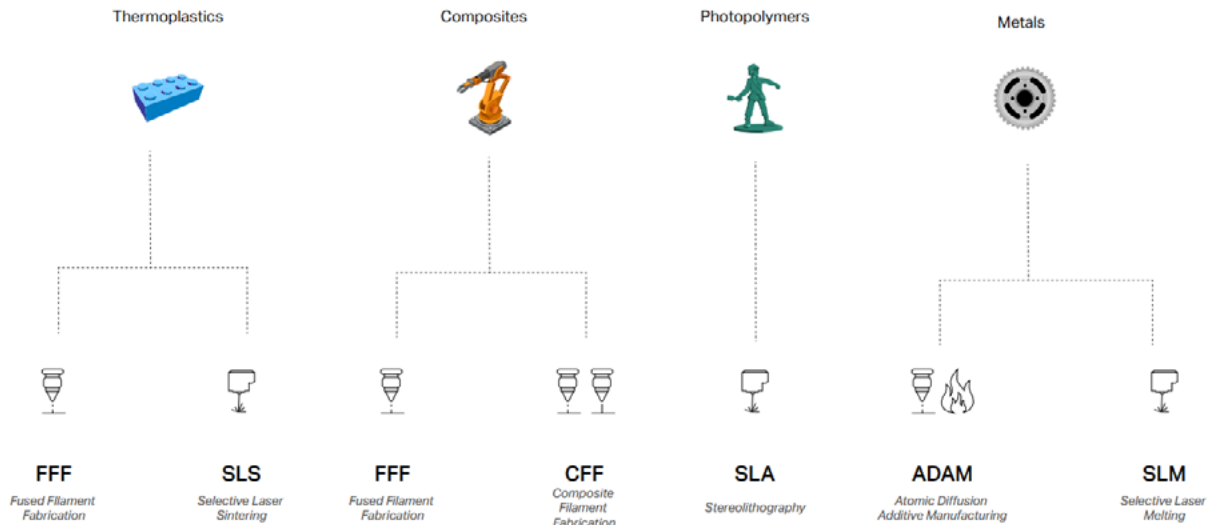 Thermoplastics
Composites
Photopolymers
Metals
FFF
Fused Filament
Fabrication
SLS
Selective Laser
Sintering
FFF
Fused Filament
Fabrication
CFF
Composite
Filament
Fabrication
SLA
Stereolithography
ADAM
Atomic Diffusion
Additive Manufacturing
SLM
Selective Laser
Melting